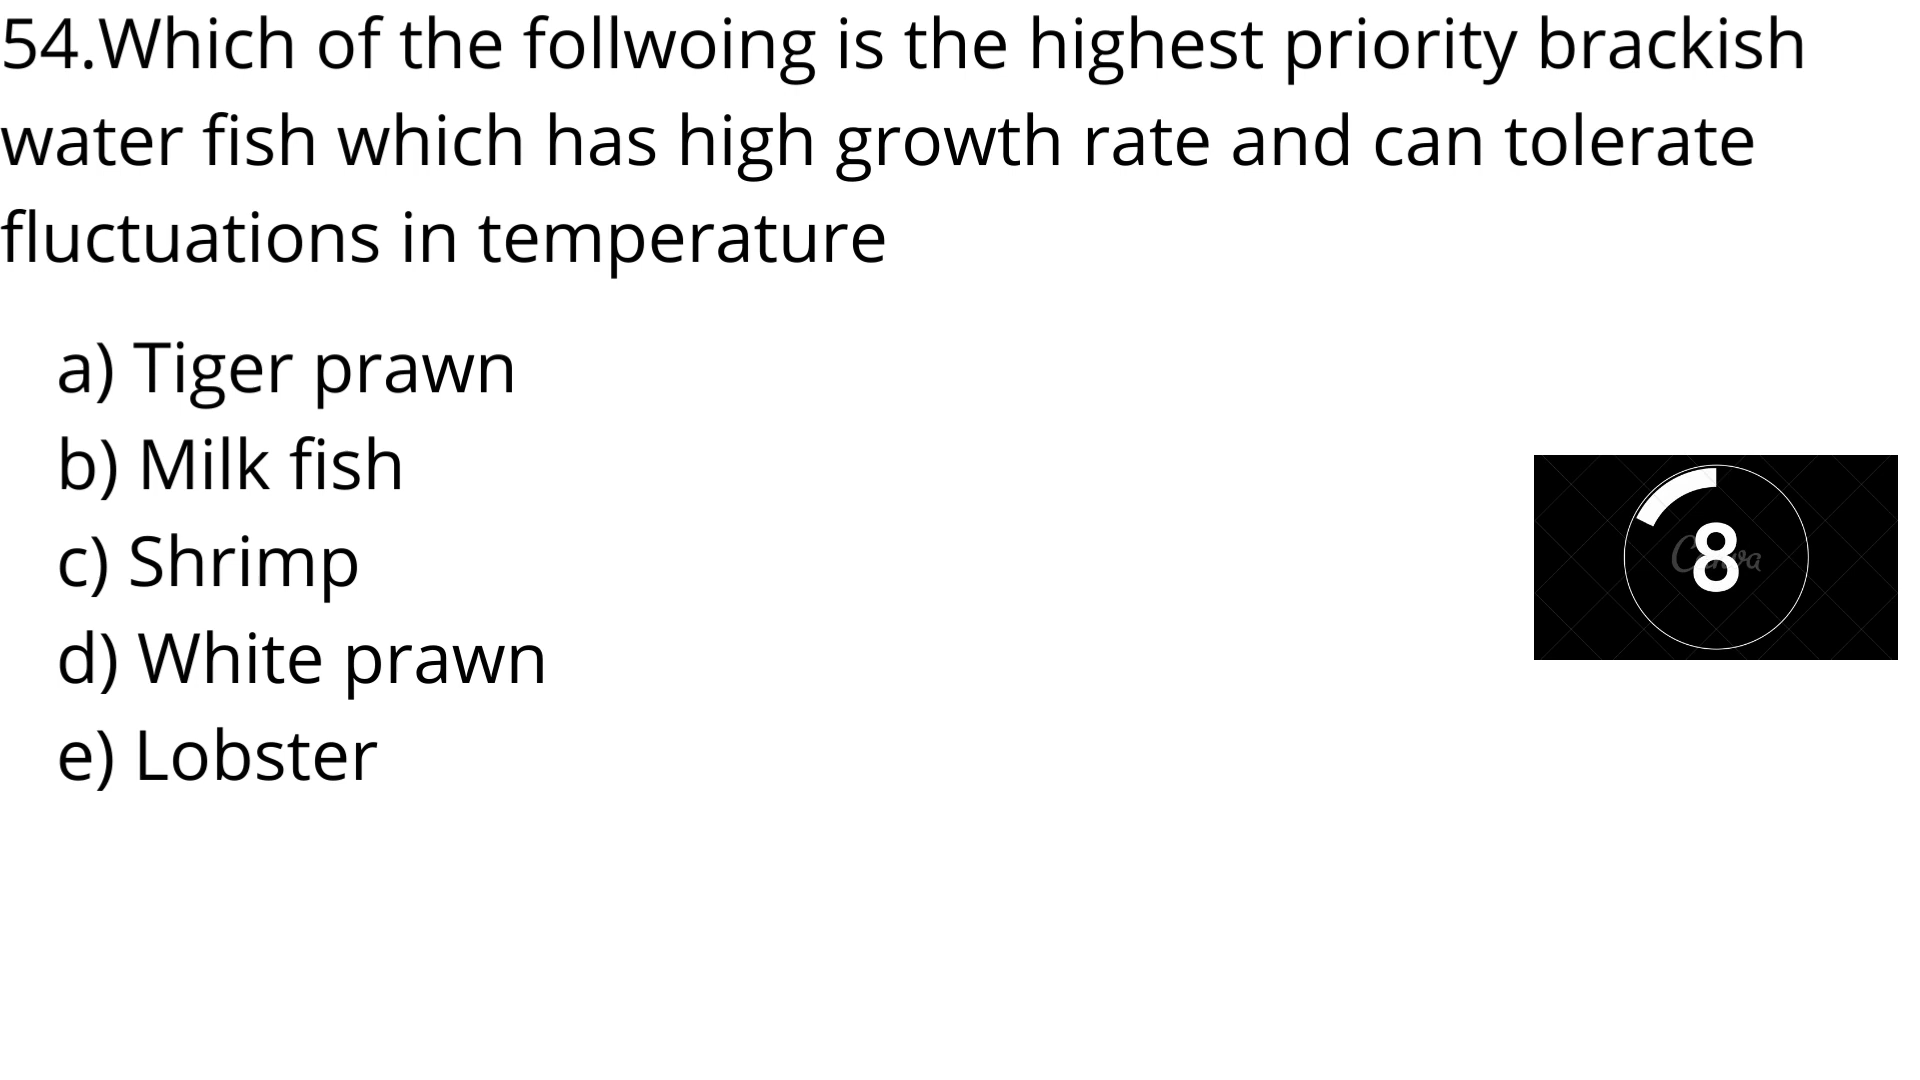 54.Which of the follwoing is the highest priority brackish
water fish which has high growth rate and can tolerate
fluctuations in temperature
a) Tiger prawn
b) Milk fish
c) Shrimp
d) White prawn
e) Lobster
8
Canva